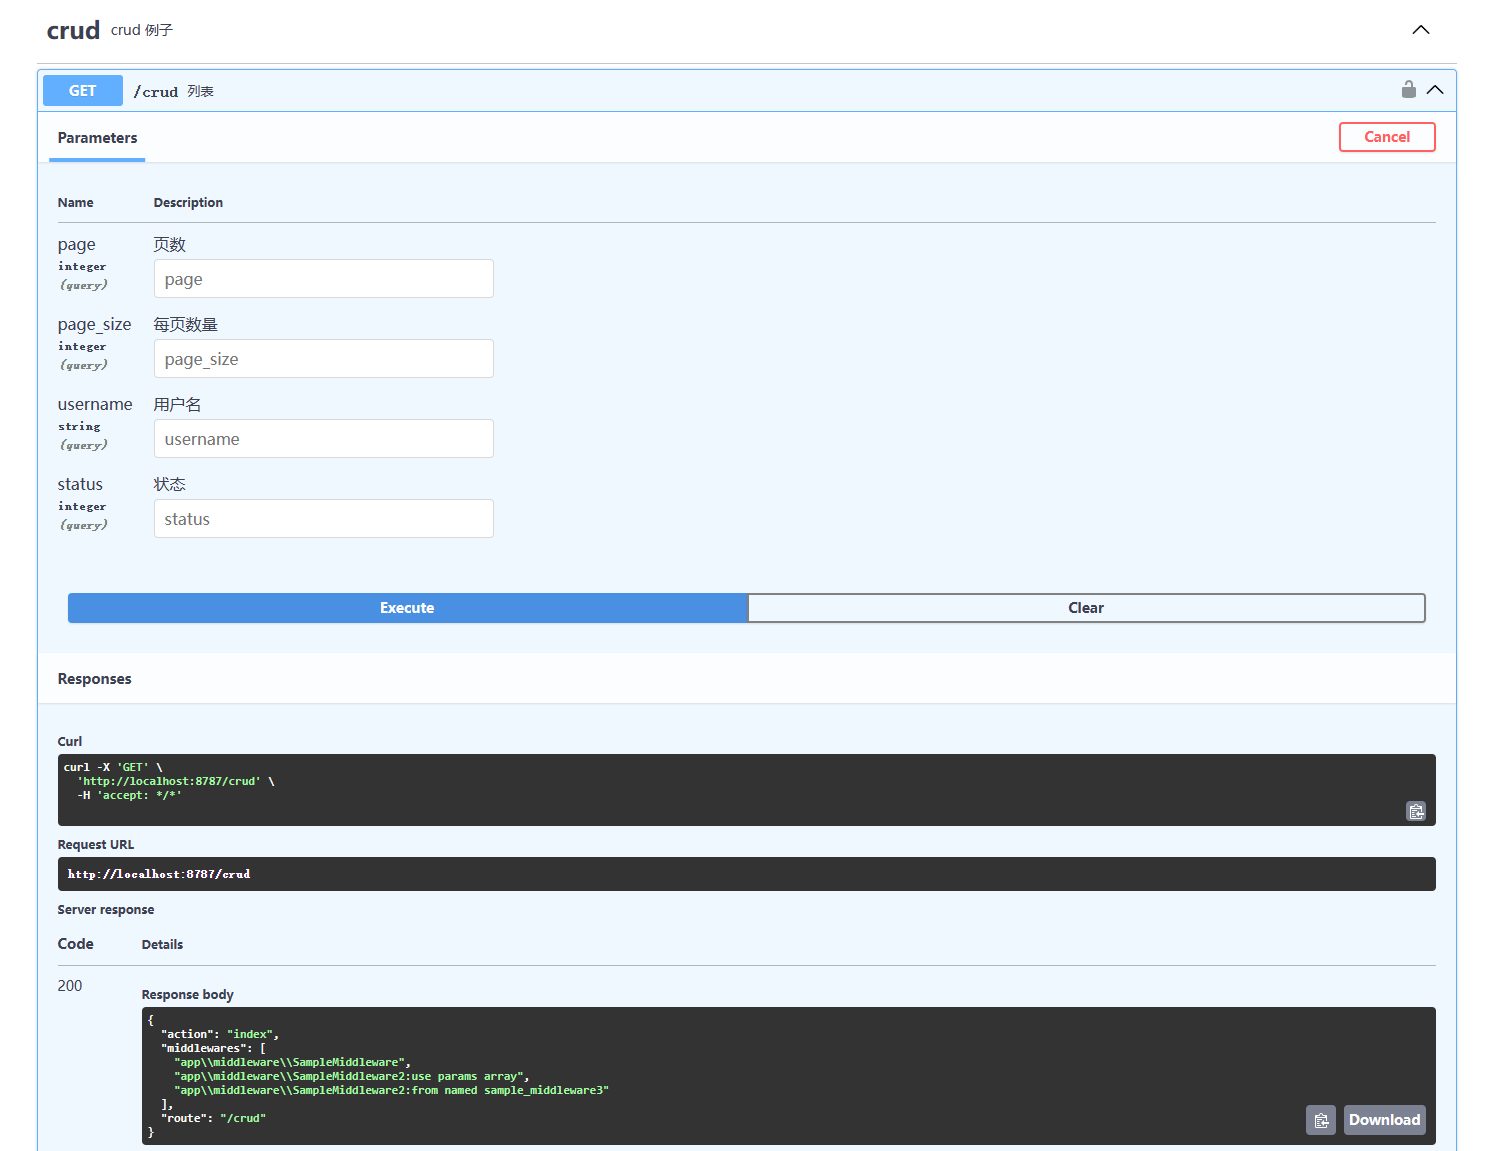 crud crud 例子
GET /crud 列表
Parameters Cancel
Name Description
page 页数
integer
(query)
page
page_size 每页数量
integer
(query)
page_size
username 用户名
string
(query)
username
status 状态
integer
(query)
status
Execute Clear
Responses
Curl
curl -X 'GET' \
  'http://localhost:8787/crud' \
  -H 'accept: */*'
Request URL
http://localhost:8787/crud
Server response
Code Details
200
Response body
{
  "action": "index",
  "middlewares": [
    "app\\middleware\\SampleMiddleware",
    "app\\middleware\\SampleMiddleware2:use params array",
    "app\\middleware\\SampleMiddleware2:from named sample_middleware3"
  ],
  "route": "/crud"
}
Download